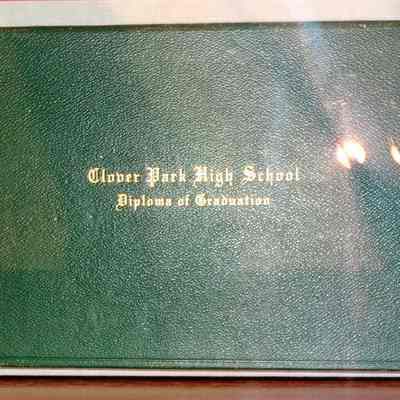 Clover Park High School
Diploma of Graduation